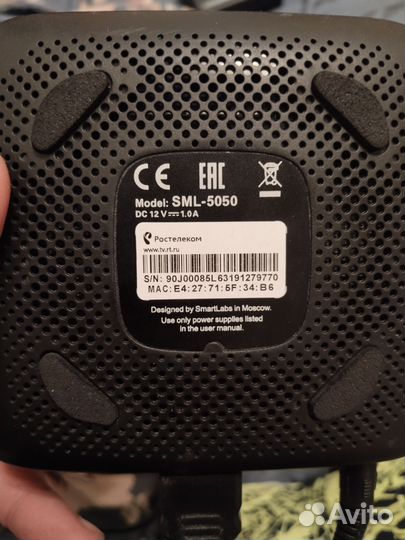 CE EAC
Model: SML-5050
DC 12 V ⎓ 1.0 A
Ростелеком
www.tv.rt.ru
S/N: 90J00085L63191279770
MAC: E4:27:71:5F:34:B6
Designed by SmartLabs in Moscow.
Use only power supplies listed
in the user manual.
Avito